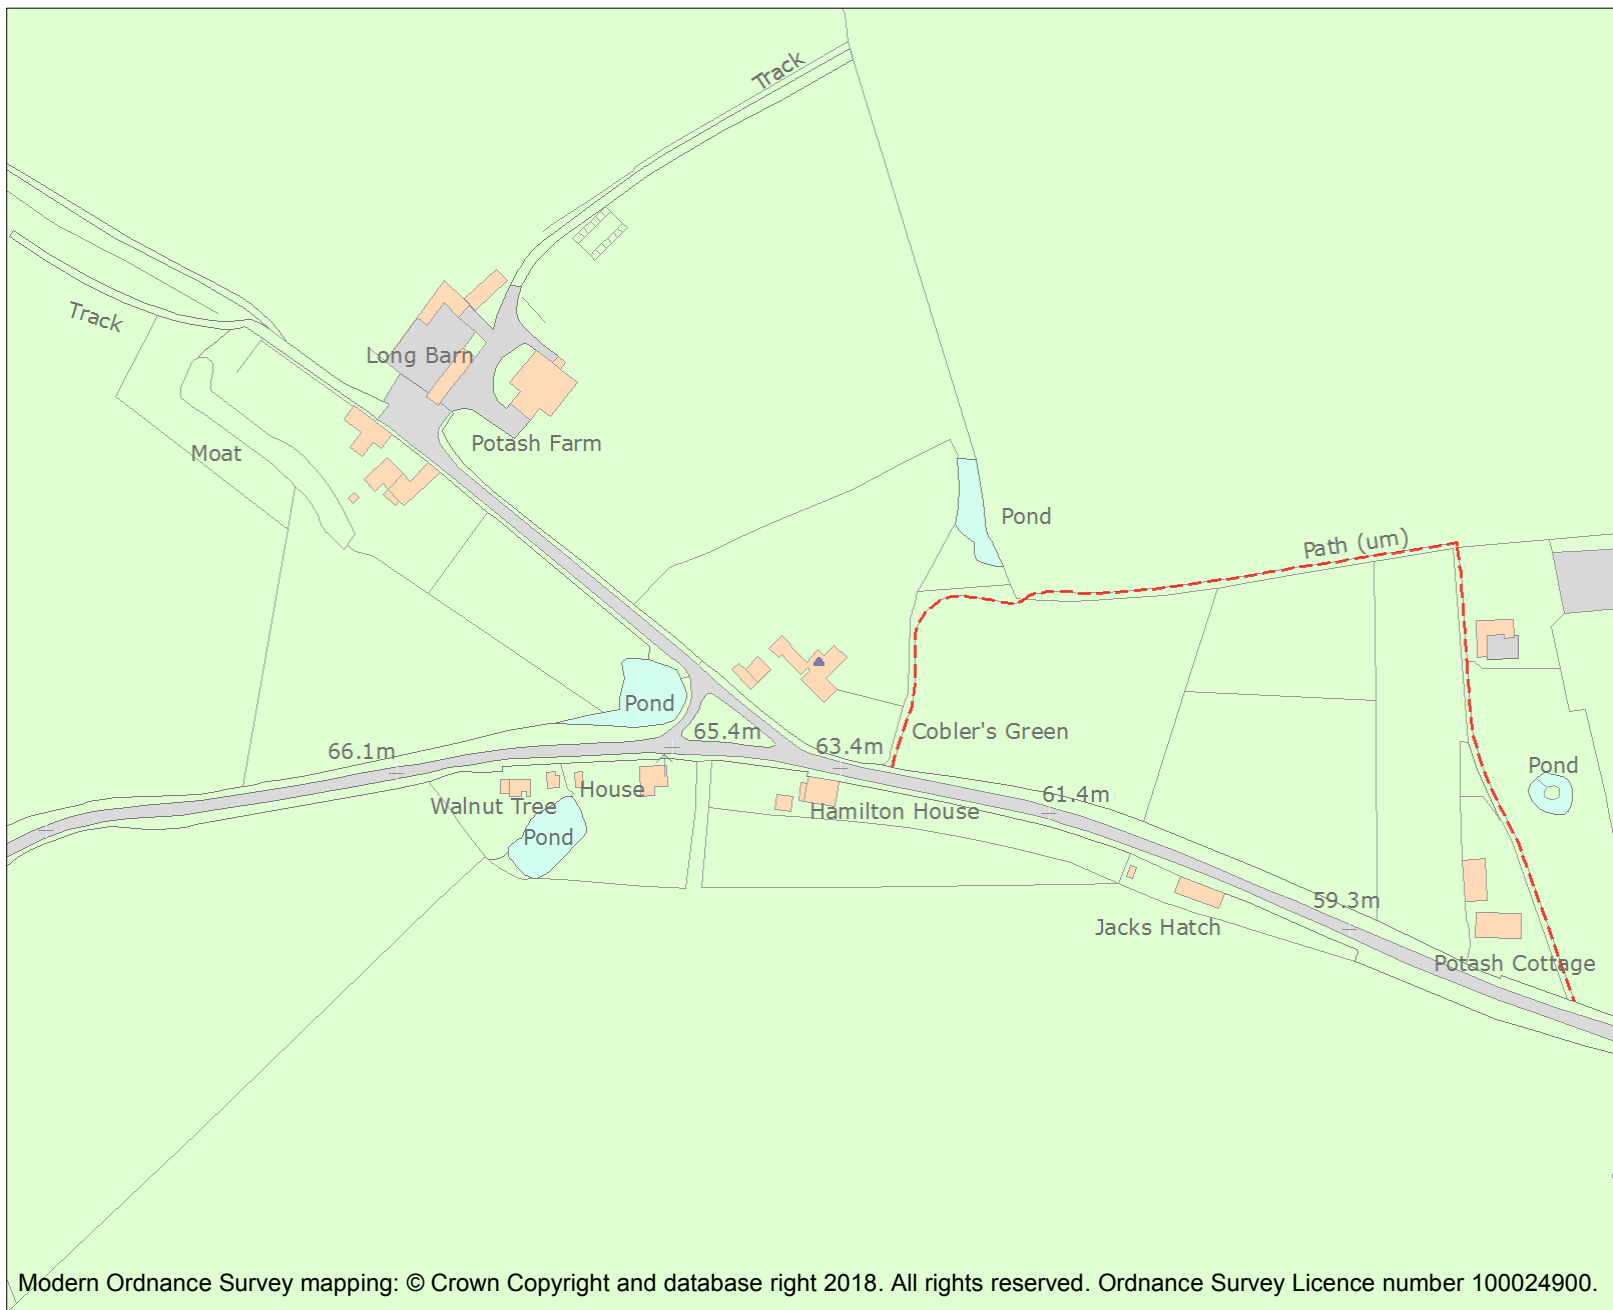 Track
Track
Long Barn
Potash Farm
Moat
Pond
Path (um)
Pond
65.4m
Cobler's Green
66.1m
63.4m
Pond
House
61.4m
Walnut Tree
Hamilton House
Pond
59.3m
Jacks Hatch
Potash Cottage
Modern Ordnance Survey mapping: © Crown Copyright and database right 2018. All rights reserved. Ordnance Survey Licence number 100024900.